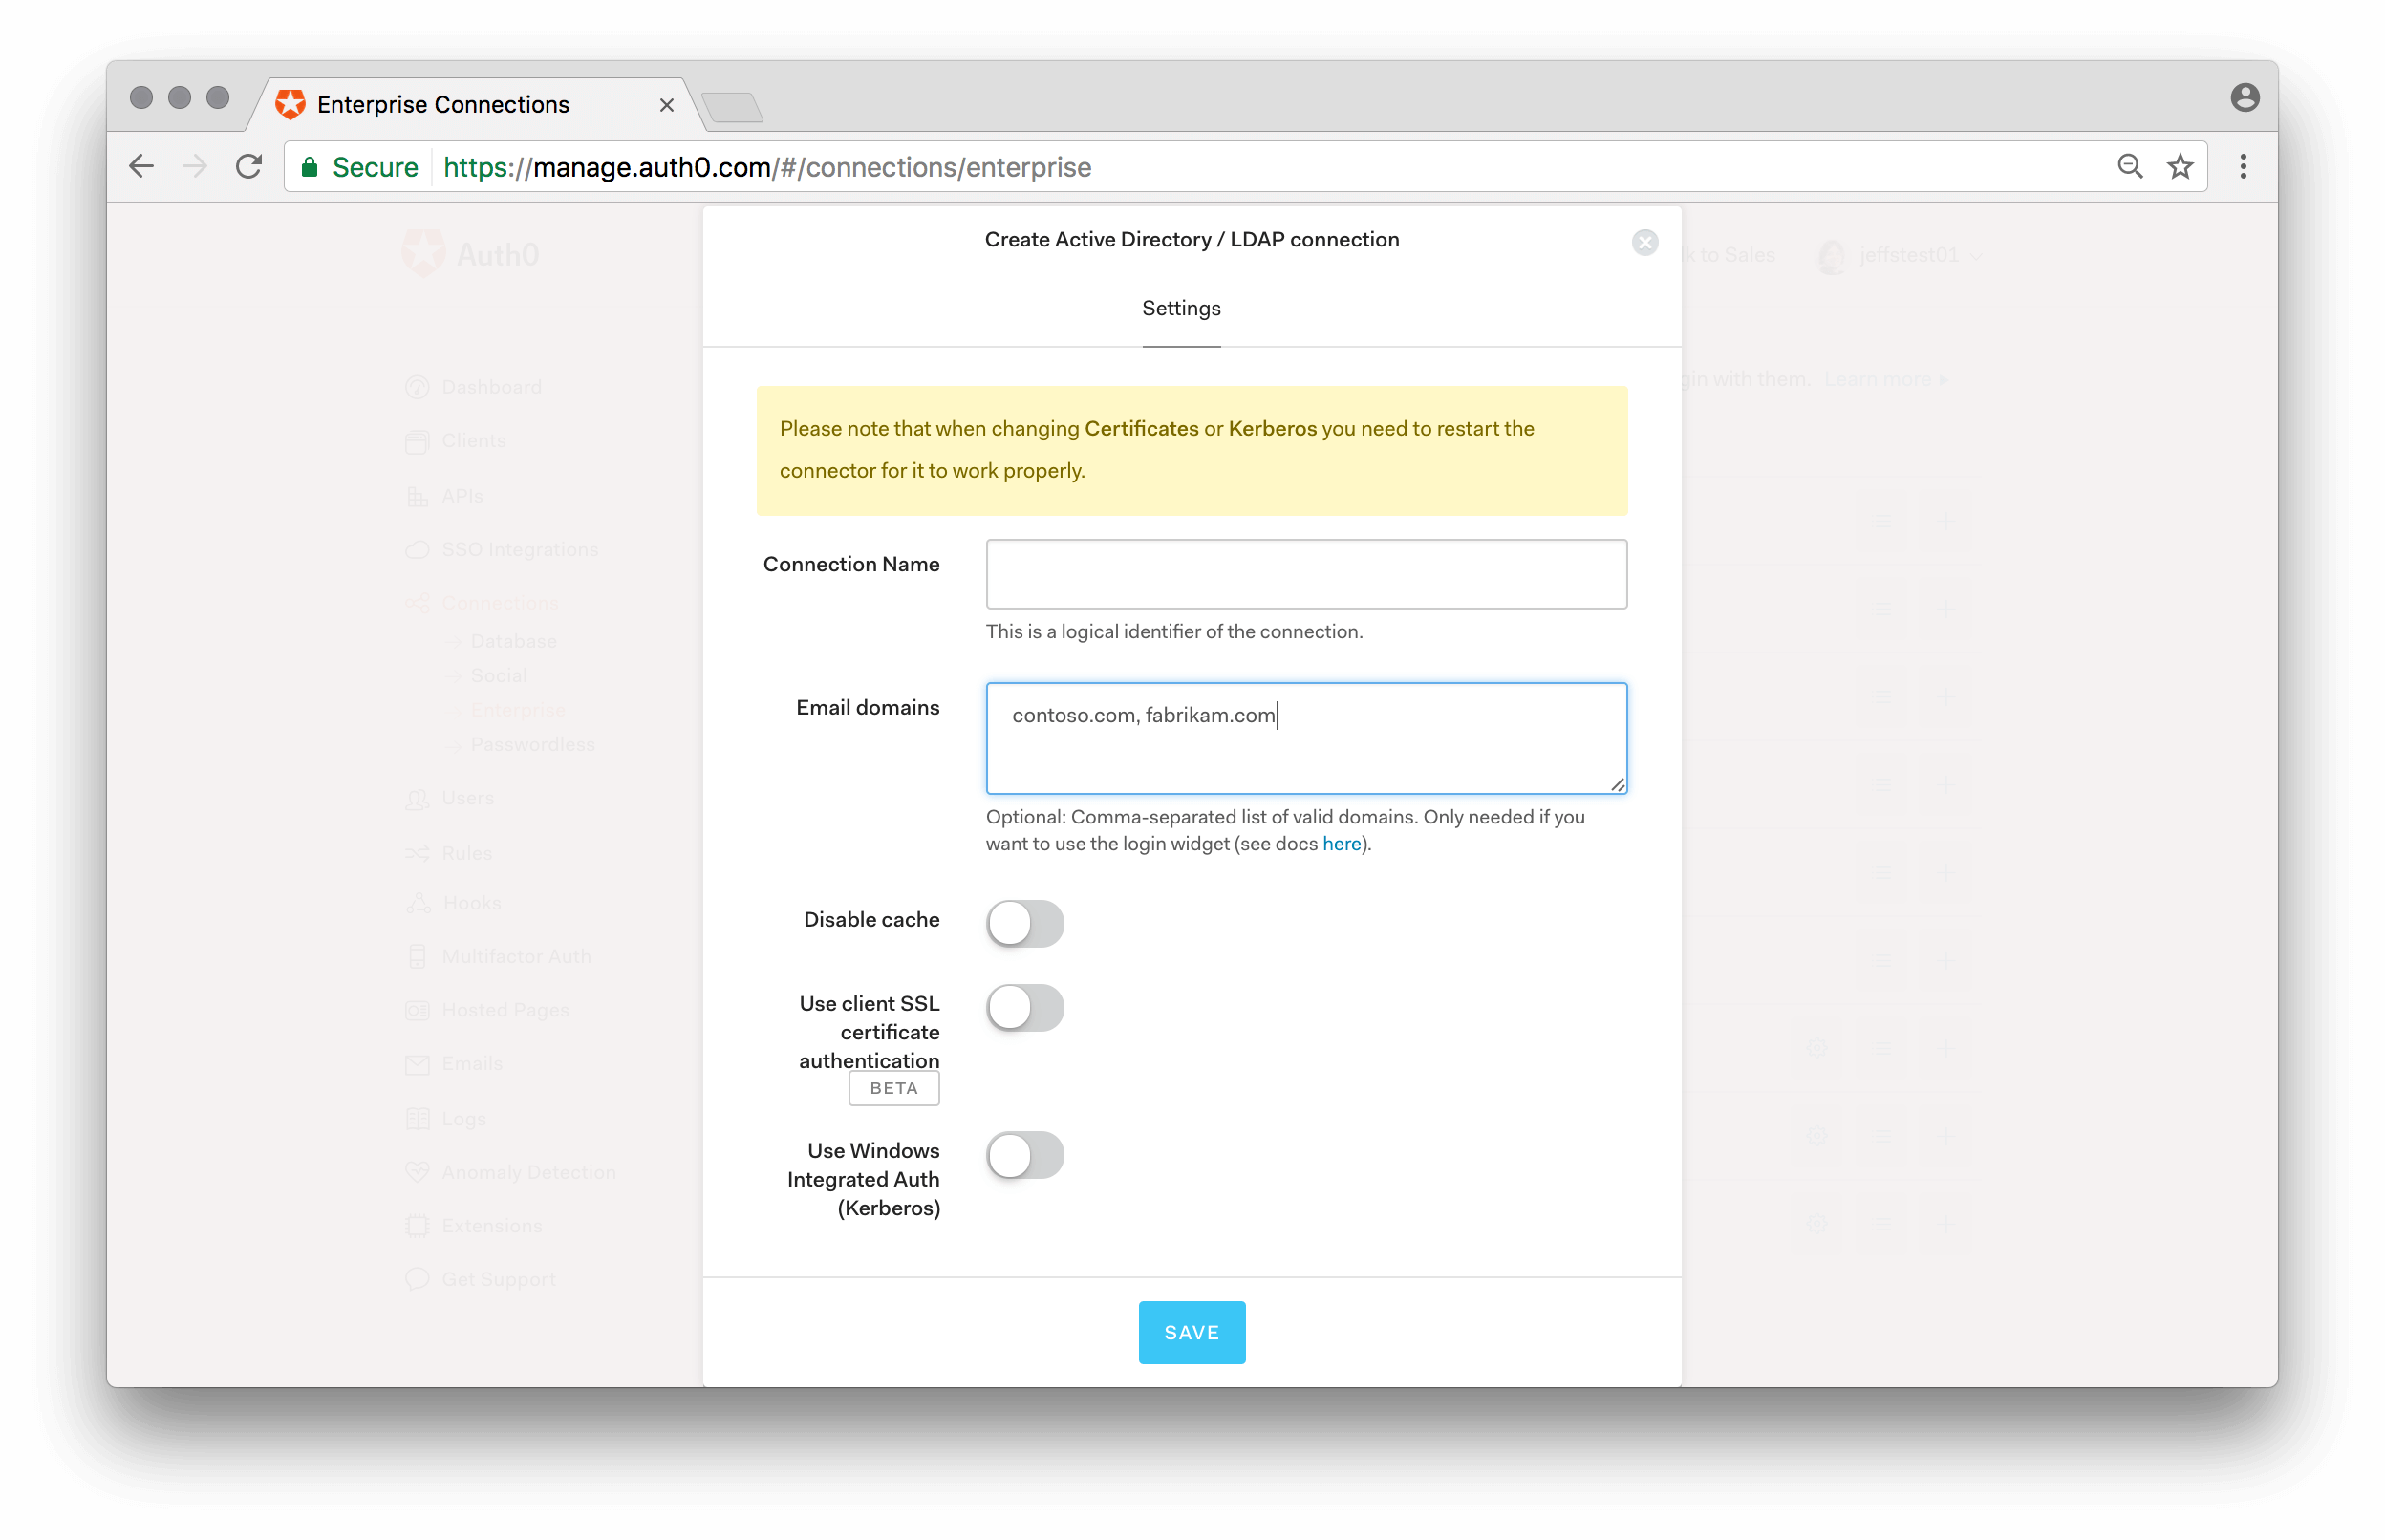 Enterprise Connections
Secure https://manage.auth0.com/#/connections/enterprise
Auth0
Dashboard
Clients
APIs
SSO Integrations
Connections
Database
Social
Enterprise
Passwordless
Users
Rules
Hooks
Multifactor Auth
Hosted Pages
Emails
Logs
Anomaly Detection
Extensions
Get Support
Create Active Directory / LDAP connection
Settings
Please note that when changing Certificates or Kerberos you need to restart the
connector for it to work properly.
Connection Name
This is a logical identifier of the connection.
Email domains
contoso.com, fabrikam.com
Optional: Comma-separated list of valid domains. Only needed if you
want to use the login widget (see docs here).
Disable cache
Use client SSL
certificate
authentication
BETA
Use Windows
Integrated Auth
(Kerberos)
SAVE
to Sales
jeffstest01
with them. Learn more